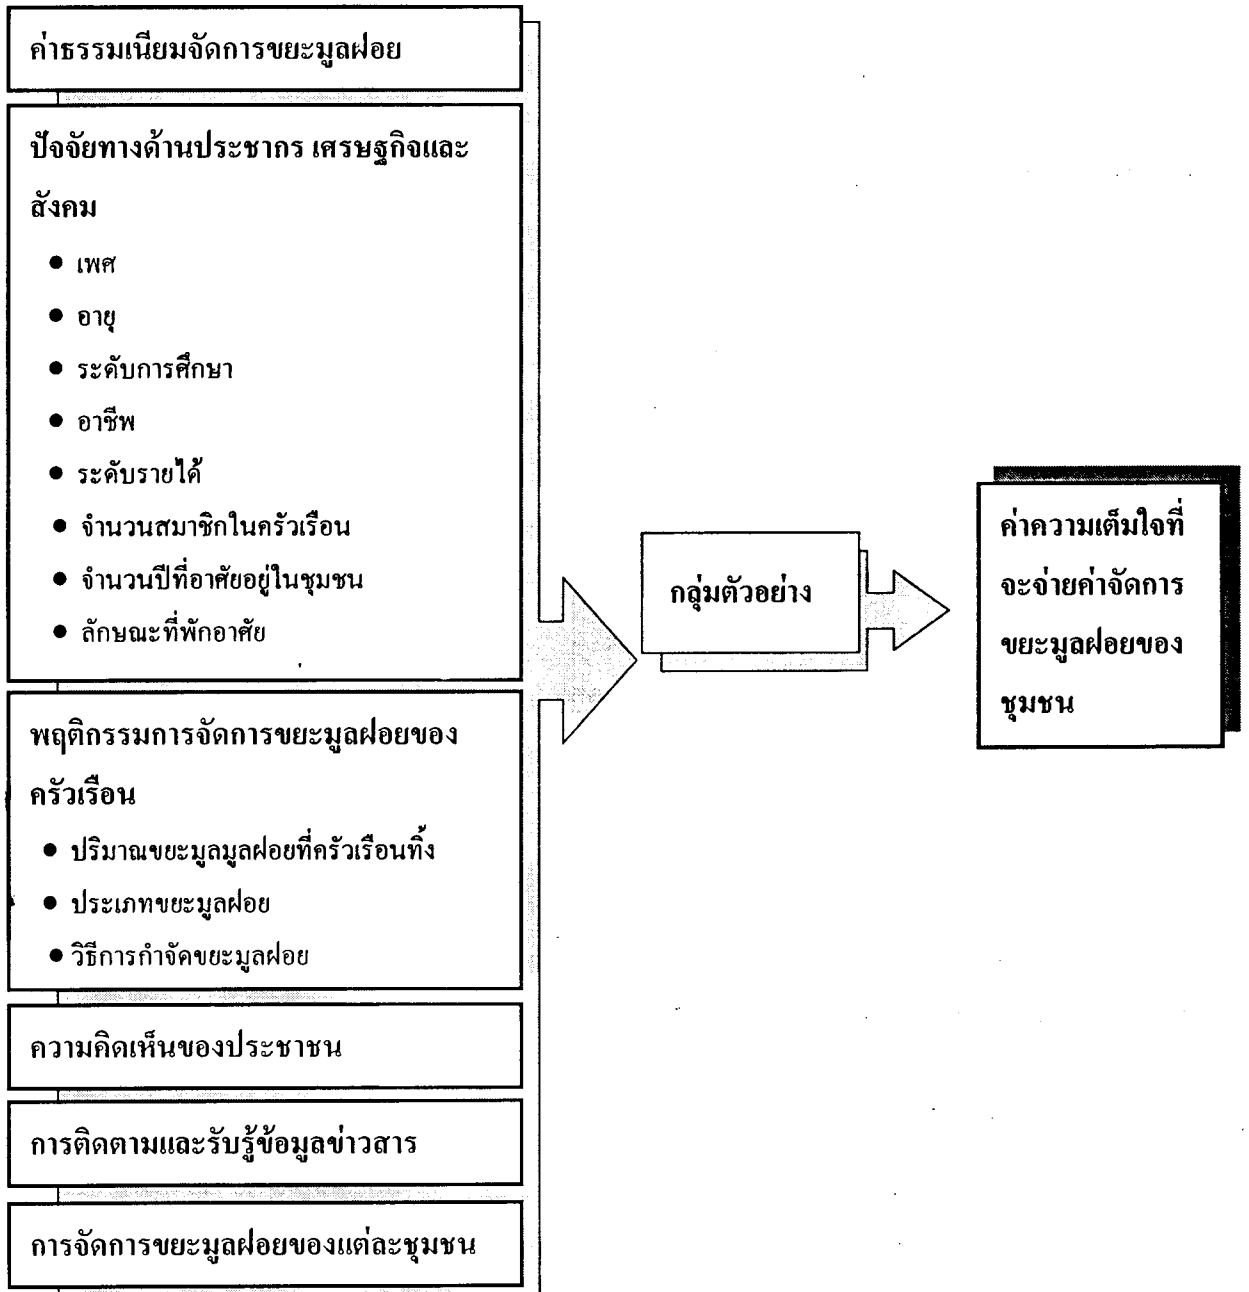 ค่าธรรมเนียมจัดการขยะมูลฝอย
ปัจจัยทางด้านประชากร เศรษฐกิจและ
สังคม
● เพศ
● อายุ
● ระดับการศึกษา
● อาชีพ
● ระดับรายได้
● จำนวนสมาชิกในครัวเรือน
● จำนวนปีที่อาศัยอยู่ในชุมชน
● ลักษณะที่พักอาศัย
พฤติกรรมการจัดการขยะมูลฝอยของ
ครัวเรือน
● ปริมาณขยะมูลมูลฝอยที่ครัวเรือนทิ้ง
● ประเภทขยะมูลฝอย
● วิธีการกำจัดขยะมูลฝอย
ความคิดเห็นของประชาชน
การติดตามและรับรู้ข้อมูลข่าวสาร
การจัดการขยะมูลฝอยของแต่ละชุมชน
กลุ่มตัวอย่าง
ค่าความเต็มใจที่
จะจ่ายค่าจัดการ
ขยะมูลฝอยของ
ชุมชน